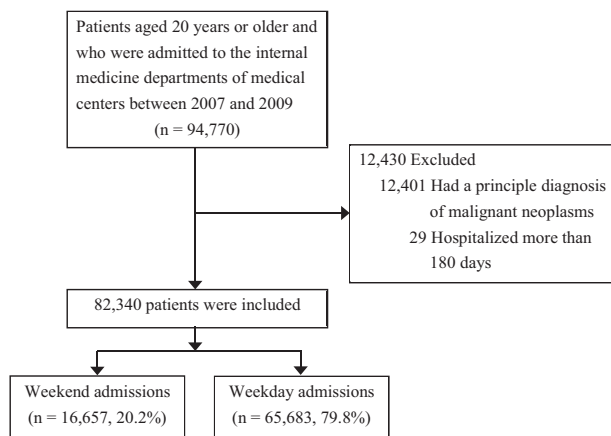 Patients aged 20 years or older and
who were admitted to the internal
medicine departments of medical
centers between 2007 and 2009
(n = 94,770)
12,430 Excluded
12,401 Had a principle diagnosis
of malignant neoplasms
29 Hospitalized more than
180 days
82,340 patients were included
Weekend admissions
(n = 16,657, 20.2%)
Weekday admissions
(n = 65,683, 79.8%)